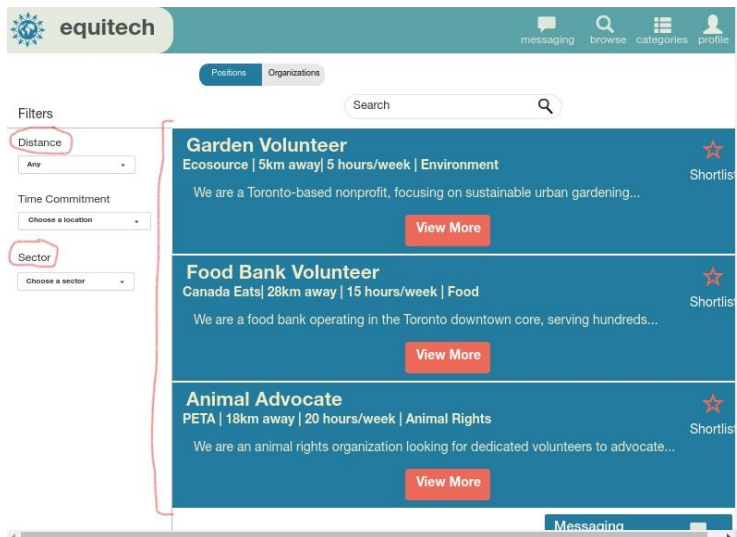 equitech
messaging browse categories profile
Positions Organizations
Search
Filters
Distance
Any
Time Commitment
Choose a location
Sector
Choose a sector
Garden Volunteer
Ecosource | 5km away| 5 hours/week | Environment
We are a Toronto-based nonprofit, focusing on sustainable urban gardening...
View More
Shortlist
Food Bank Volunteer
Canada Eats| 28km away | 15 hours/week | Food
We are a food bank operating in the Toronto downtown core, serving hundreds...
View More
Shortlist
Animal Advocate
PETA | 18km away | 20 hours/week | Animal Rights
We are an animal rights organization looking for dedicated volunteers to advocate...
View More
Shortlist
Messaging